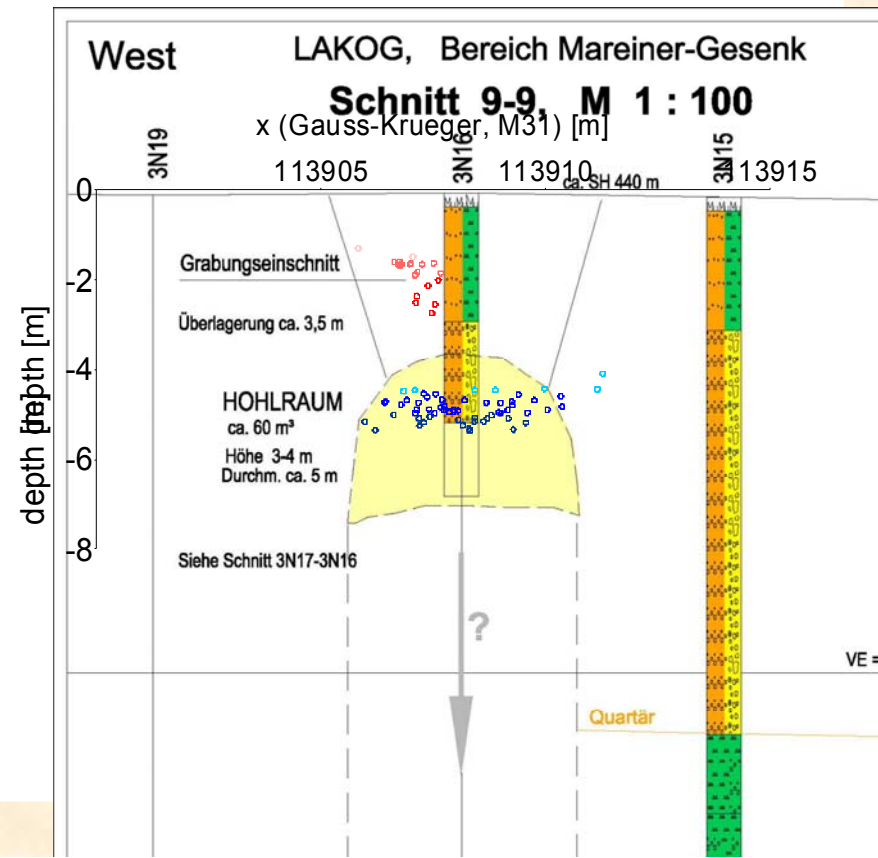 West
LAKOG, Bereich Mareiner-Gesenk
Schnitt 9-9, M 1 : 100
x (Gauss-Krueger, M31) [m]
3N19
113905
3N16
113910
3N15
113915
ca. SH 440 m
0
Grabungseinschnitt
-2
Überlagerung ca. 3,5 m
depth [m]
depth [m]
-4
HOHLRAUM
ca. 60 m³
Höhe 3-4 m
Durchm. ca. 5 m
-6
-8
Siehe Schnitt 3N17-3N16
?
VE =
Quartär